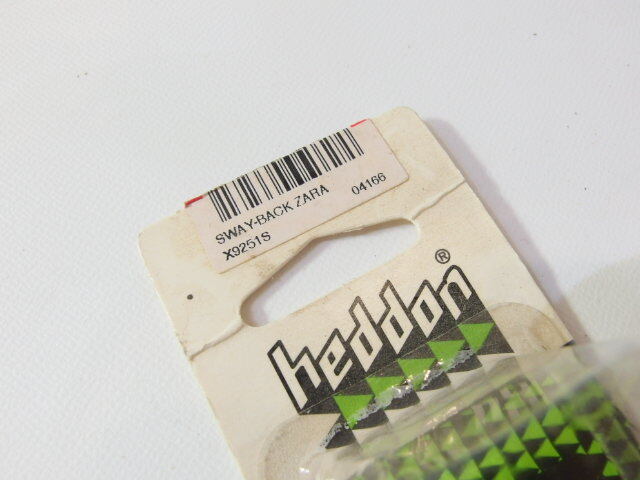 SWAY-BACK ZARA 04166
X9251S
heddon®